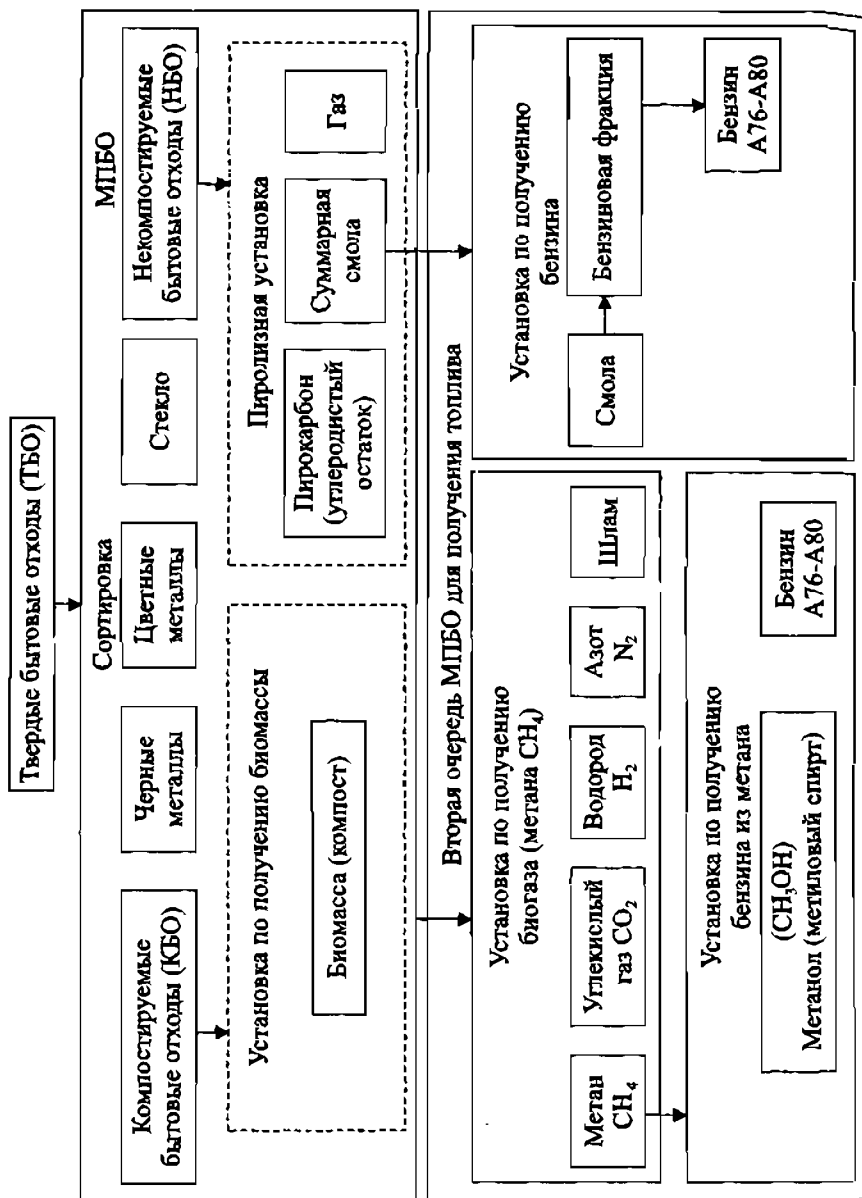 Твердые бытовые отходы (ТБО)
Сортировка
МПБО
Компостируемые
бытовые отходы (КБО)
Черные
металлы
Цветные
металлы
Стекло
Некомпостируемые
бытовые отходы (НБО)
Установка по получению биомассы
Биомасса (компост)
Пиролизная установка
Пирокарбон
(углеродистый
остаток)
Суммарная
смола
Газ
Вторая очередь МПБО для получения топлива
Установка по получению
биогаза (метана CH₄)
Метан
CH₄
Углекислый
газ CO₂
Водород
H₂
Азот
N₂
Шлам
Установка по получению
бензина из метана
(CH₃OH)
Метанол (метиловый спирт)
Бензин
А76-А80
Установка по получению
бензина
Смола
Бензиновая фракция
Бензин
А76-А80